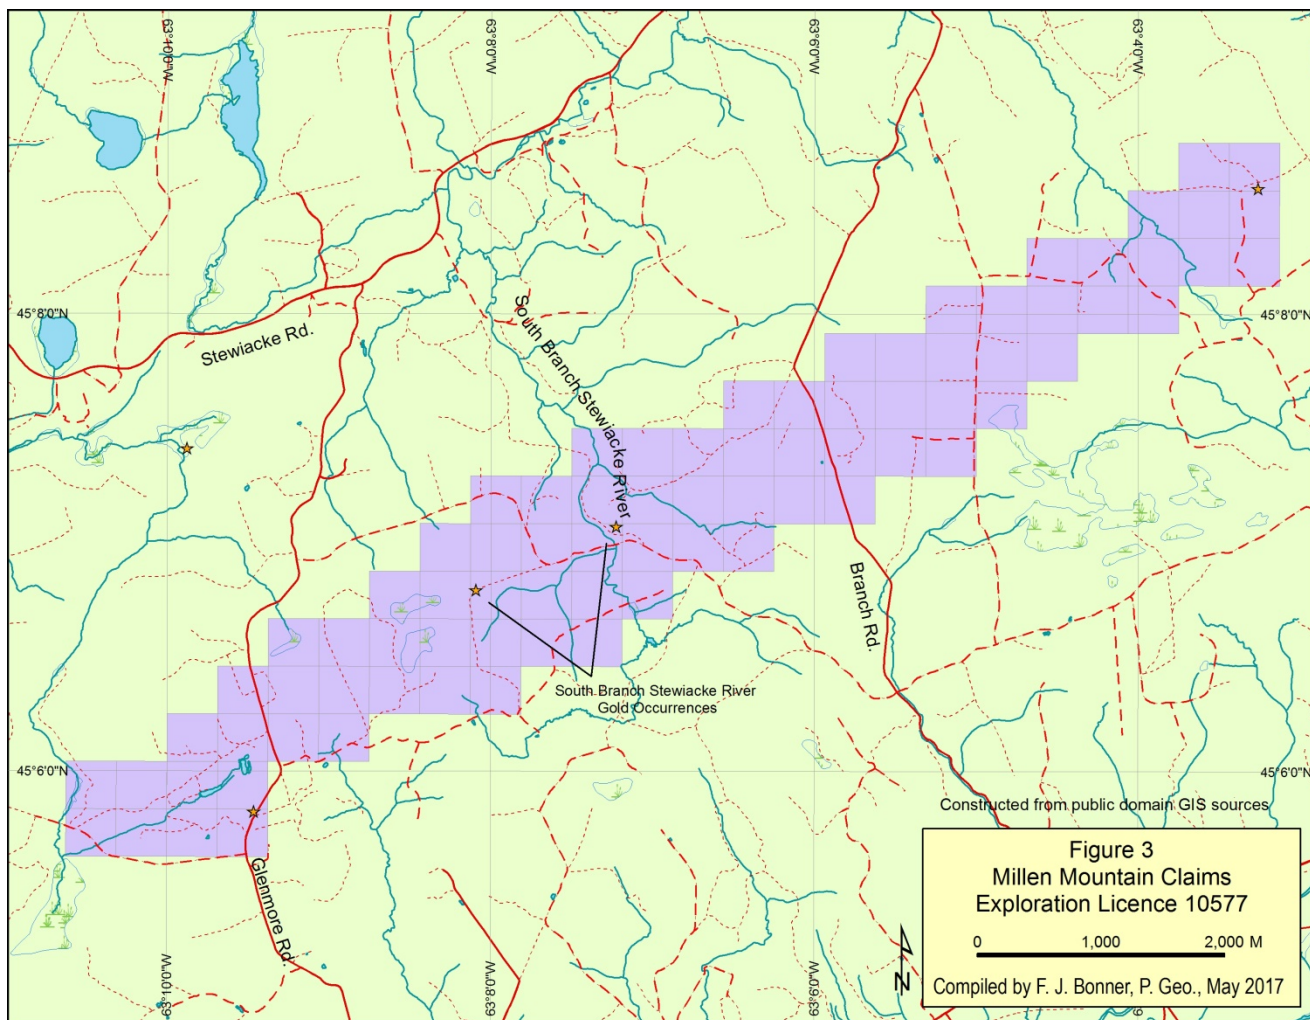 63°10'0"W
63°8'0"W
63°6'0"W
63°4'0"W
45°8'0"N
45°8'0"N
Stewiacke Rd.
South Branch Stewiacke River
Branch Rd.
South Branch Stewiacke River
Gold Occurrences
45°6'0"N
45°6'0"N
Glenmore Rd.
Constructed from public domain GIS sources
Figure 3
Millen Mountain Claims
Exploration Licence 10577
0 1,000 2,000 M
Compiled by F. J. Bonner, P. Geo., May 2017
N
63°10'0"W
63°8'0"W
63°6'0"W